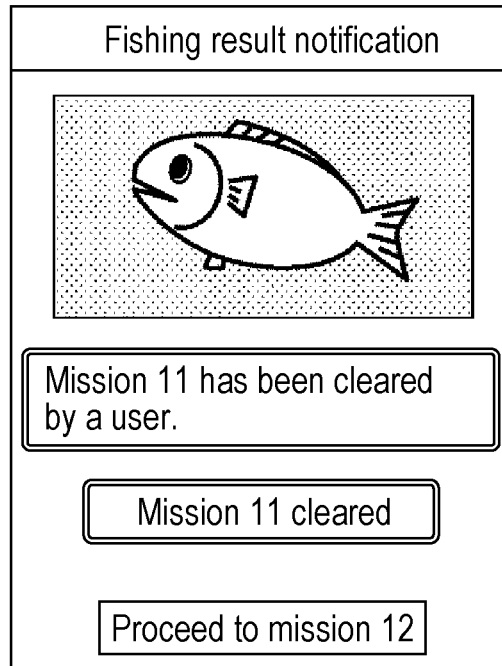 Fishing result notification
Mission 11 has been cleared
by a user.
Mission 11 cleared
Proceed to mission 12